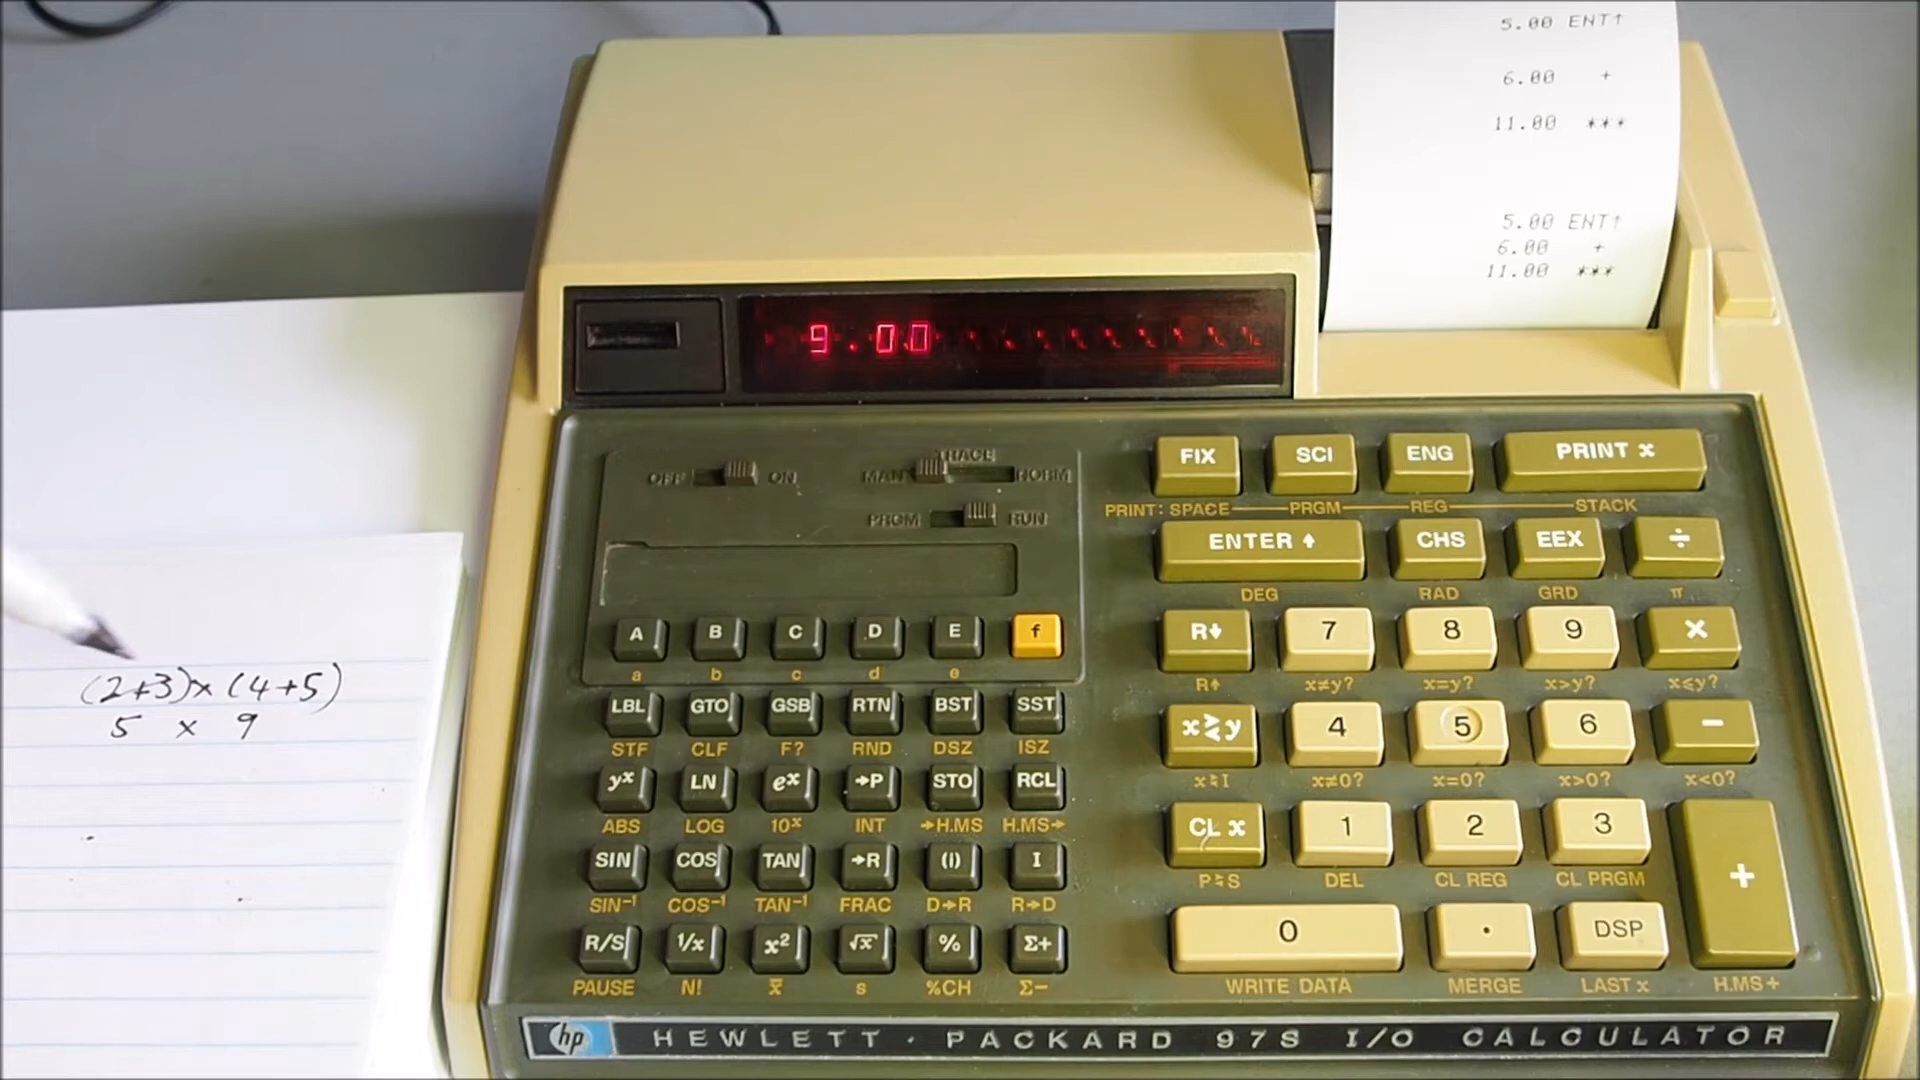 5.00 ENT↑
6.00 +
11.00 ***
5.00 ENT↑
6.00 +
11.00 ***
9.00
OFF ON
MAN TRACE NORM
PRGM RUN
A B C D E f
a b c d e
LBL GTO GSB RTN BST SST
STF CLF F? RND DSZ ISZ
yˣ LN eˣ →P STO RCL
ABS LOG 10ˣ INT →H.MS H.MS→
SIN COS TAN →R (i) I
SIN⁻¹ COS⁻¹ TAN⁻¹ FRAC D→R R→D
R/S 1/x x² √x % Σ+
PAUSE N! x̅ s %CH Σ−
FIX SCI ENG PRINT x
PRINT: SPACE PRGM REG STACK
ENTER ↑ CHS EEX ÷
DEG RAD GRD π
R↓ 7 8 9 ×
R↑ x≠y? x=y? x>y? x≤y?
x≷y 4 5 6 −
x≷I x≠0? x=0? x>0? x<0?
CL x 1 2 3 +
P≷S DEL CL REG CL PRGM
0 . DSP
WRITE DATA MERGE LAST x H.MS+
hp HEWLETT · PACKARD 97S I/O CALCULATOR
(2+3)×(4+5)
5 × 9